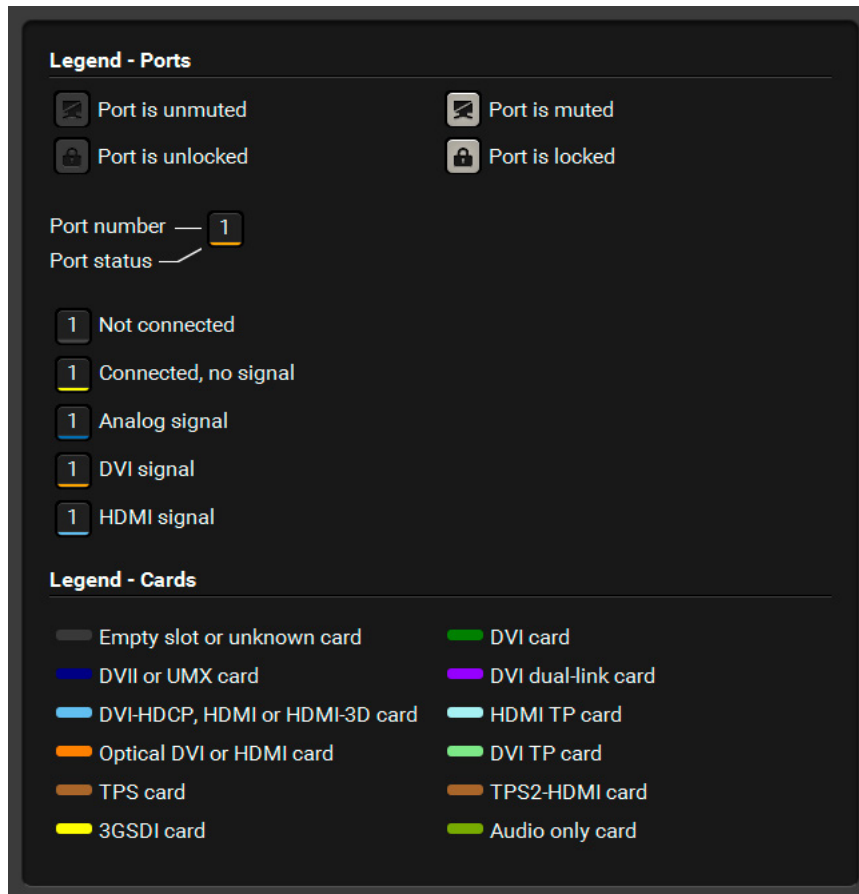 Legend - Ports
Port is unmuted
Port is muted
Port is unlocked
Port is locked
Port number
1
Port status
1 Not connected
1 Connected, no signal
1 Analog signal
1 DVI signal
1 HDMI signal
Legend - Cards
Empty slot or unknown card
DVI card
DVII or UMX card
DVI dual-link card
DVI-HDCP, HDMI or HDMI-3D card
HDMI TP card
Optical DVI or HDMI card
DVI TP card
TPS card
TPS2-HDMI card
3GSDI card
Audio only card